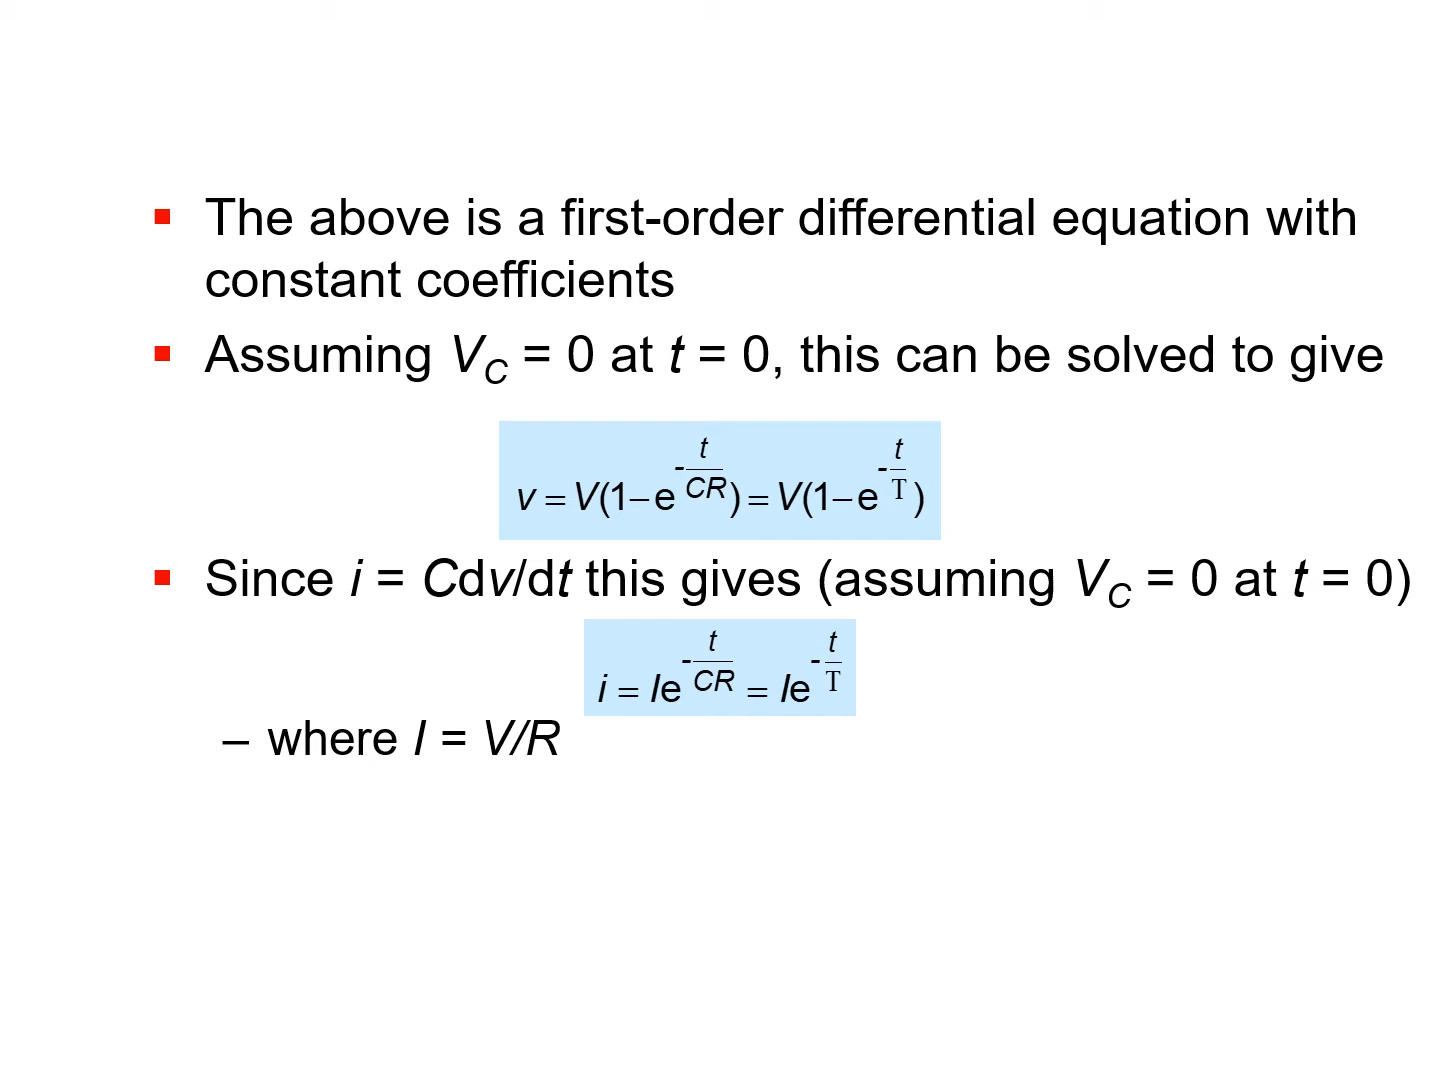 ▪ The above is a first-order differential equation with
constant coefficients
▪ Assuming V_C = 0 at t = 0, this can be solved to give
v = V(1−e^{-t/CR}) = V(1−e^{-t/Τ})
▪ Since i = Cdv/dt this gives (assuming V_C = 0 at t = 0)
i = Ie^{-t/CR} = Ie^{-t/Τ}
– where I = V/R